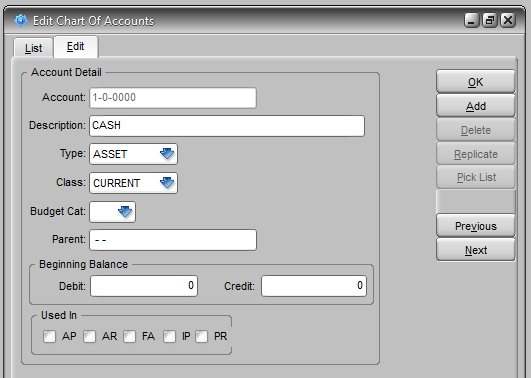 Edit Chart Of Accounts
List Edit
Account Detail
Account: 1-0-0000
Description: CASH
Type: ASSET
Class: CURRENT
Budget Cat:
Parent: - -
Beginning Balance
Debit: 0 Credit: 0
Used In
AP AR FA IP PR
OK
Add
Delete
Replicate
Pick List
Previous
Next